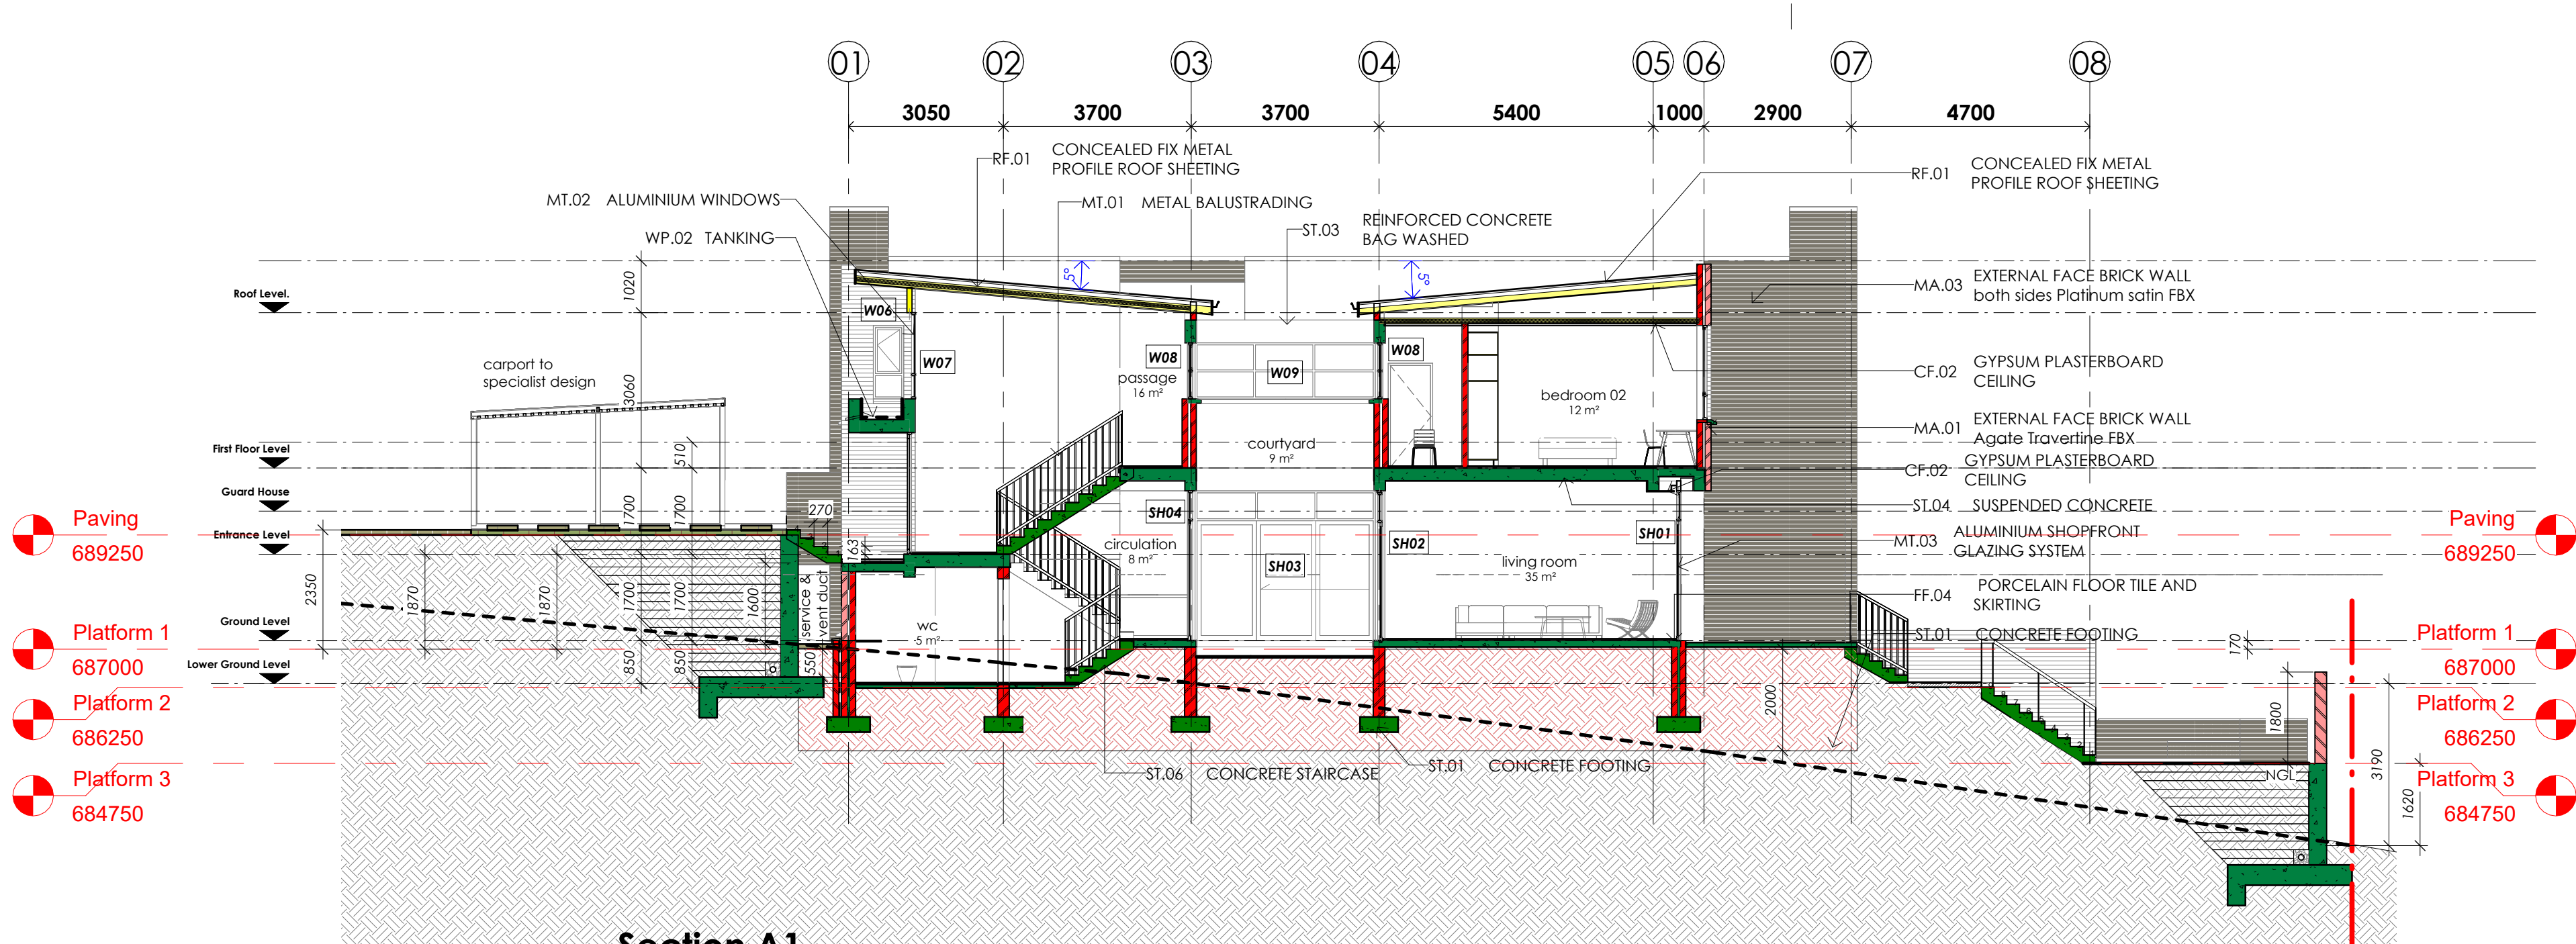 01
02
03
04
05
06
07
08
3050
3700
3700
5400
1000
2900
4700
RF.01 CONCEALED FIX METAL
PROFILE ROOF SHEETING
RF.01 CONCEALED FIX METAL
PROFILE ROOF SHEETING
MT.02 ALUMINIUM WINDOWS
MT.01 METAL BALUSTRADING
WP.02 TANKING
ST.03 REINFORCED CONCRETE
BAG WASHED
5°
5°
1020
Roof Level.
MA.03 EXTERNAL FACE BRICK WALL
both sides Platinum satin FBX
W06
W07
W08
W09
W08
carport to
specialist design
3060
passage
16 m²
bedroom 02
12 m²
CF.02 GYPSUM PLASTERBOARD
CEILING
MA.01 EXTERNAL FACE BRICK WALL
Agate Travertine FBX
courtyard
9 m²
First Floor Level
510
CF.02 GYPSUM PLASTERBOARD
CEILING
Guard House
1700
1700
270
ST.04 SUSPENDED CONCRETE
SH04
SH03
SH02
SH01
Paving
689250
Paving
689250
Entrance Level
163
circulation
8 m²
MT.03 ALUMINIUM SHOPFRONT
GLAZING SYSTEM
living room
35 m²
2350
1870
1870
1700
1700
1600
service &
vent duct
FF.04 PORCELAIN FLOOR TILE AND
SKIRTING
Ground Level
wc
5 m²
ST.01 CONCRETE FOOTING
170
Platform 1
687000
Platform 1
687000
Lower Ground Level
850
850
550
2000
Platform 2
686250
1800
Platform 2
686250
3190
Platform 3
684750
ST.06 CONCRETE STAIRCASE
ST.01 CONCRETE FOOTING
NGL
1620
Platform 3
684750
Section A1